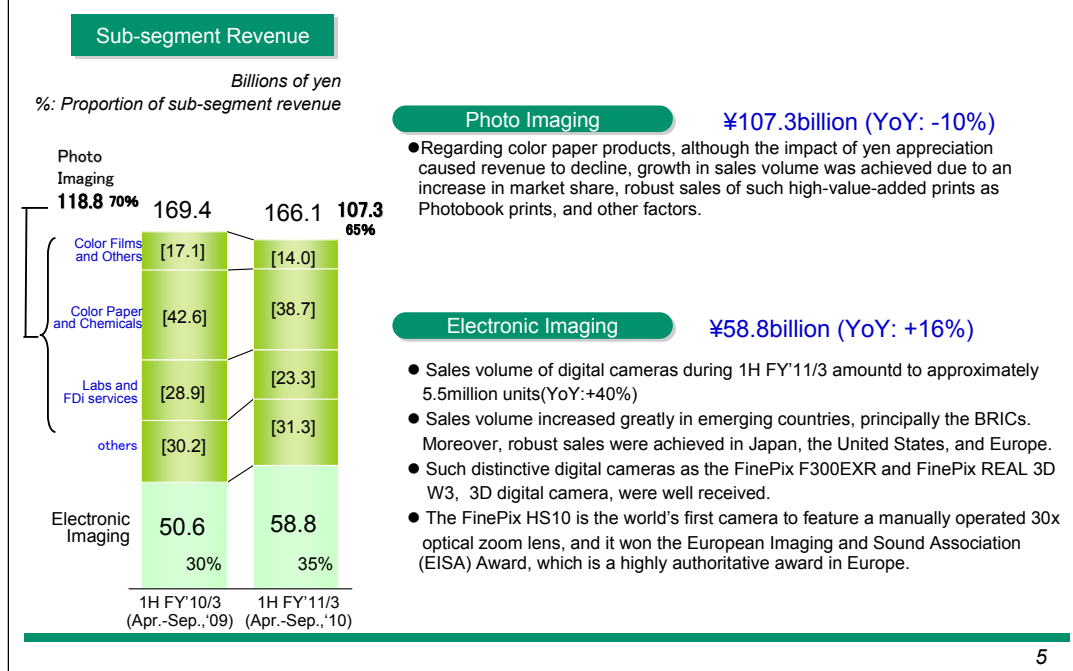 Sub-segment Revenue
Billions of yen
%: Proportion of sub-segment revenue
Photo
Imaging
118.8 70%
169.4
166.1
107.3
65%
Color Films
and Others
[17.1]
[14.0]
Color Paper
and Chemicals
[42.6]
[38.7]
Labs and
FDi services
[28.9]
[23.3]
others
[30.2]
[31.3]
Electronic
Imaging
50.6
58.8
30%
35%
1H FY'10/3
(Apr.-Sep.,‘09)
1H FY’11/3
(Apr.-Sep.,‘10)
Photo Imaging
¥107.3billion (YoY: -10%)
●Regarding color paper products, although the impact of yen appreciation
caused revenue to decline, growth in sales volume was achieved due to an
increase in market share, robust sales of such high-value-added prints as
Photobook prints, and other factors.
Electronic Imaging
¥58.8billion (YoY: +16%)
● Sales volume of digital cameras during 1H FY’11/3 amountd to approximately
5.5million units(YoY:+40%)
● Sales volume increased greatly in emerging countries, principally the BRICs.
Moreover, robust sales were achieved in Japan, the United States, and Europe.
● Such distinctive digital cameras as the FinePix F300EXR and FinePix REAL 3D
W3, 3D digital camera, were well received.
● The FinePix HS10 is the world’s first camera to feature a manually operated 30x
optical zoom lens, and it won the European Imaging and Sound Association
(EISA) Award, which is a highly authoritative award in Europe.
5